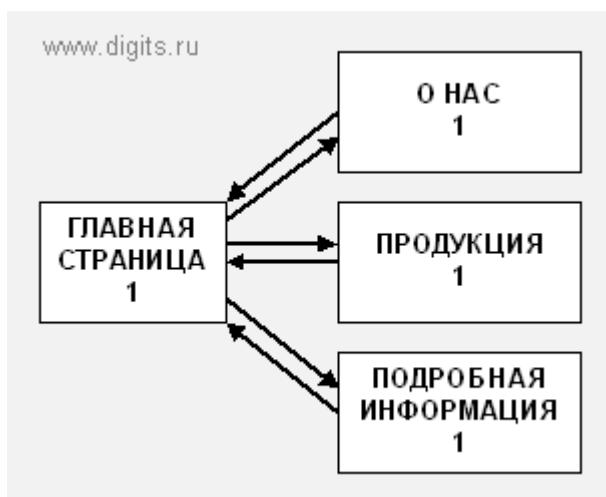 www.digits.ru
О НАС
1
ГЛАВНАЯ
СТРАНИЦА
1
ПРОДУКЦИЯ
1
ПОДРОБНАЯ
ИНФОРМАЦИЯ
1